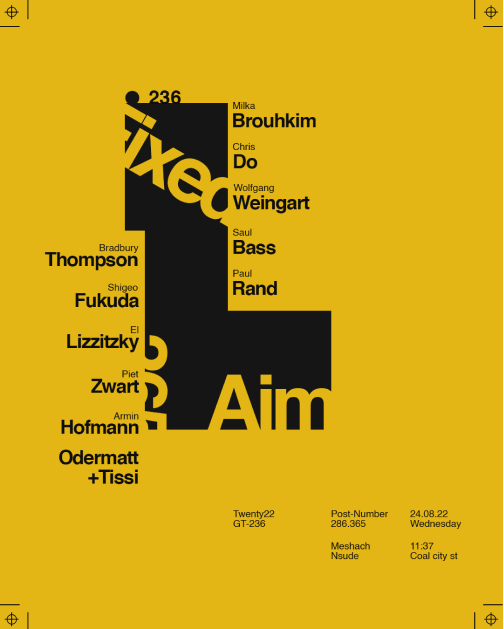 236
Fixed
Milka
Brouhkim
Chris
Do
Wolfgang
Weingart
Saul
Bass
Paul
Rand
Bradbury
Thompson
Shigeo
Fukuda
El
Lizzitzky
Piet
Zwart
Armin
Hofmann
Odermatt
+Tissi
Aim
Twenty22
GT-236
Post-Number
286.365
24.08.22
Wednesday
Meshach
Nsude
11:37
Coal city st